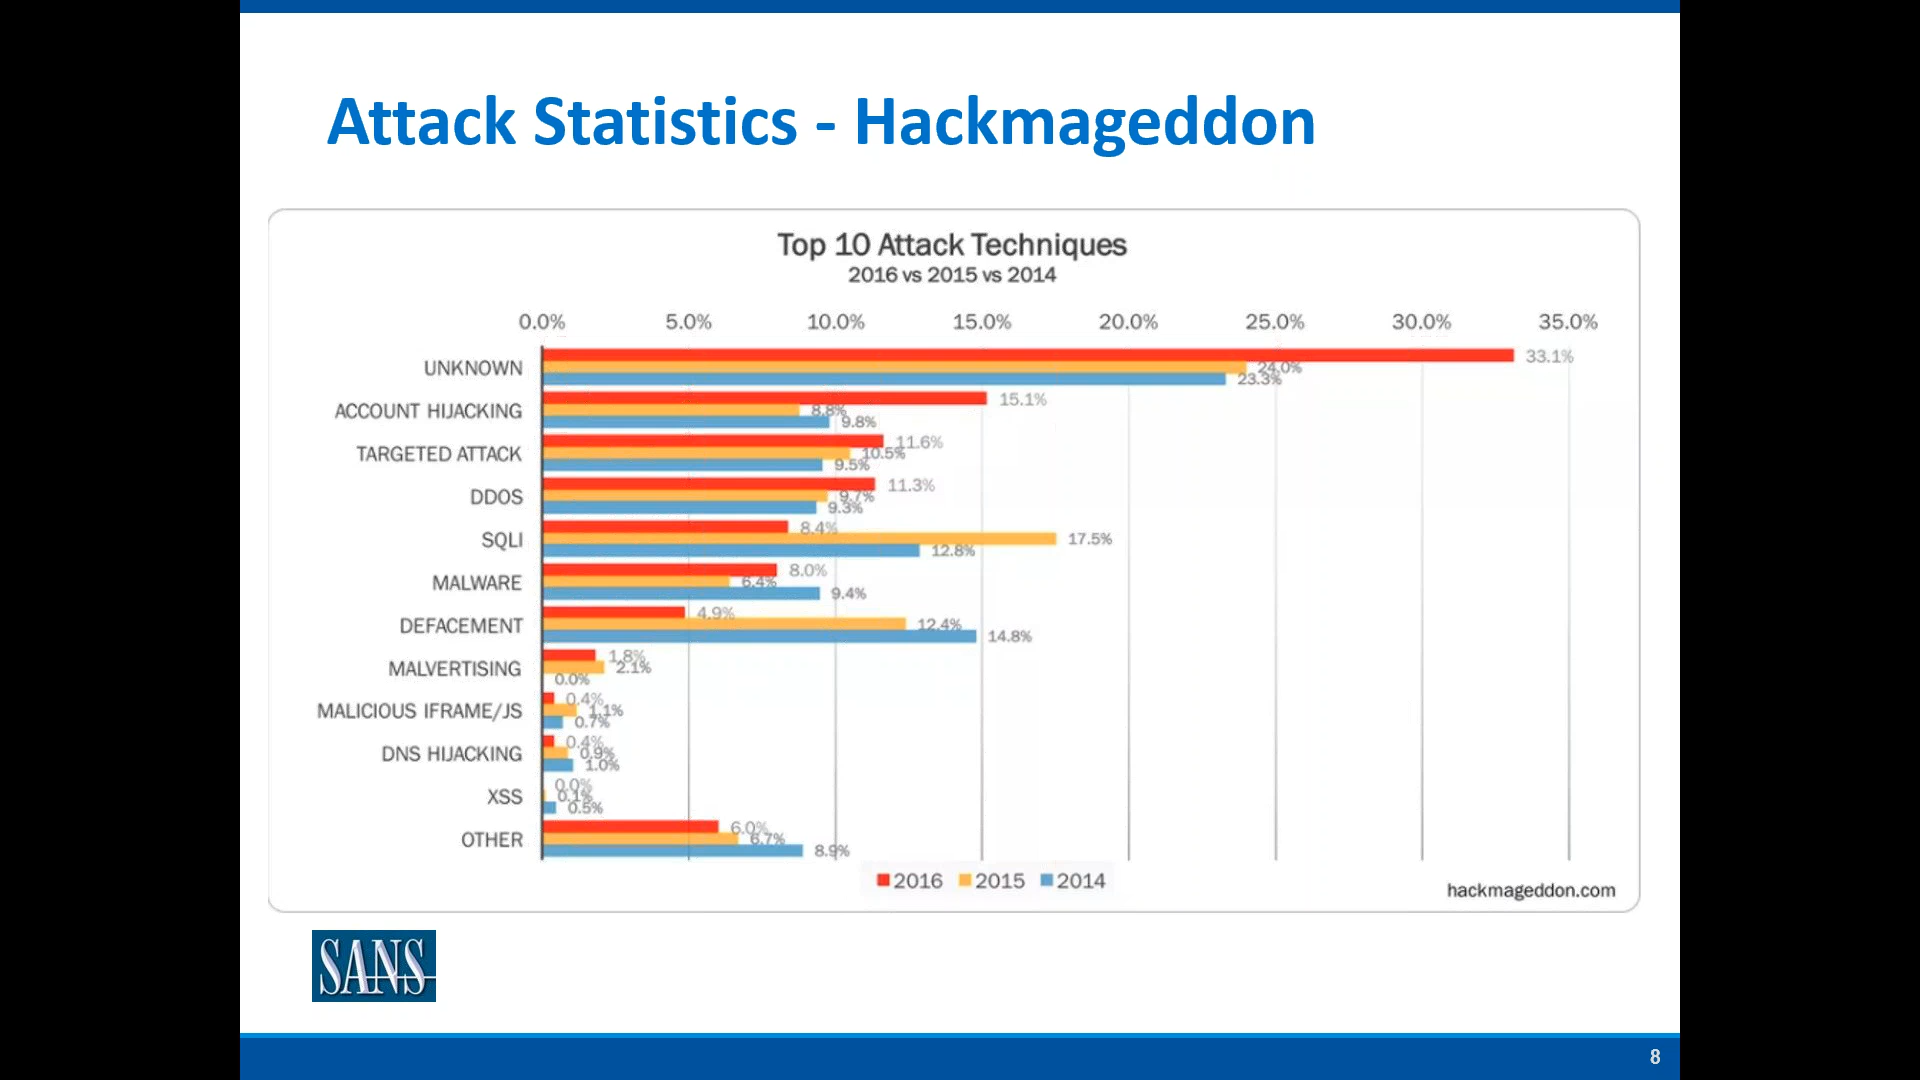 Attack Statistics - Hackmageddon
Top 10 Attack Techniques
2016 vs 2015 vs 2014
0.0% 5.0% 10.0% 15.0% 20.0% 25.0% 30.0% 35.0%
UNKNOWN 33.1% 24.0% 23.3%
ACCOUNT HIJACKING 15.1% 8.8% 9.8%
TARGETED ATTACK 11.6% 10.5% 9.5%
DDOS 11.3% 9.7% 9.3%
SQLI 8.4% 17.5% 12.8%
MALWARE 8.0% 6.4% 9.4%
DEFACEMENT 4.9% 12.4% 14.8%
MALVERTISING 1.8% 2.1% 0.0%
MALICIOUS IFRAME/JS 0.4% 1.1% 0.7%
DNS HIJACKING 0.4% 0.9% 1.0%
XSS 0.0% 0.1% 0.5%
OTHER 6.0% 6.7% 8.9%
2016 2015 2014
hackmageddon.com
SANS
8